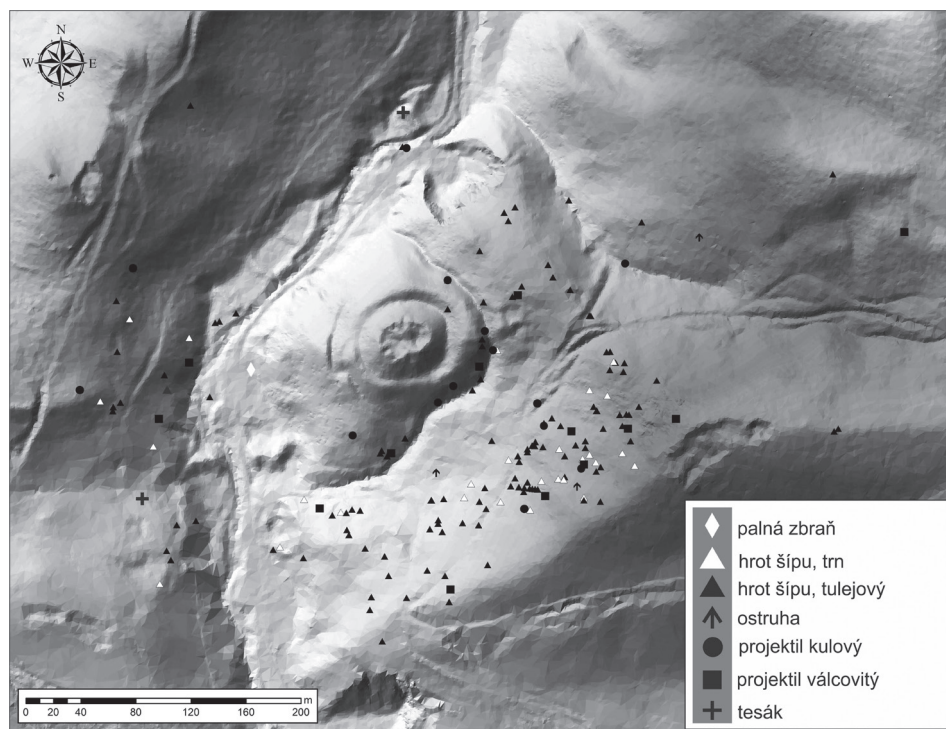 N
W E
S
palná zbraň
hrot šípu, trn
hrot šípu, tulejový
ostruha
projektil kulový
projektil válcovitý
tesák
m
0 20 40 80 120 160 200